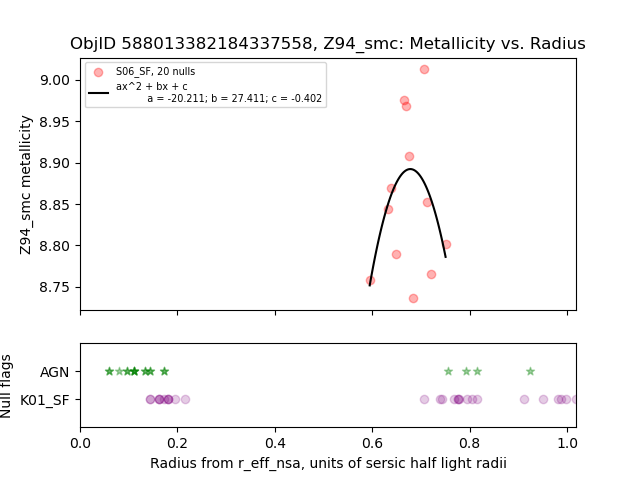 ObjID 588013382184337558, Z94_smc: Metallicity vs. Radius
S06_SF, 20 nulls
ax^2 + bx + c
a = -20.211; b = 27.411; c = -0.402
Z94_smc metallicity
9.00
8.95
8.90
8.85
8.80
8.75
Null flags
AGN
K01_SF
0.0 0.2 0.4 0.6 0.8 1.0
Radius from r_eff_nsa, units of sersic half light radii